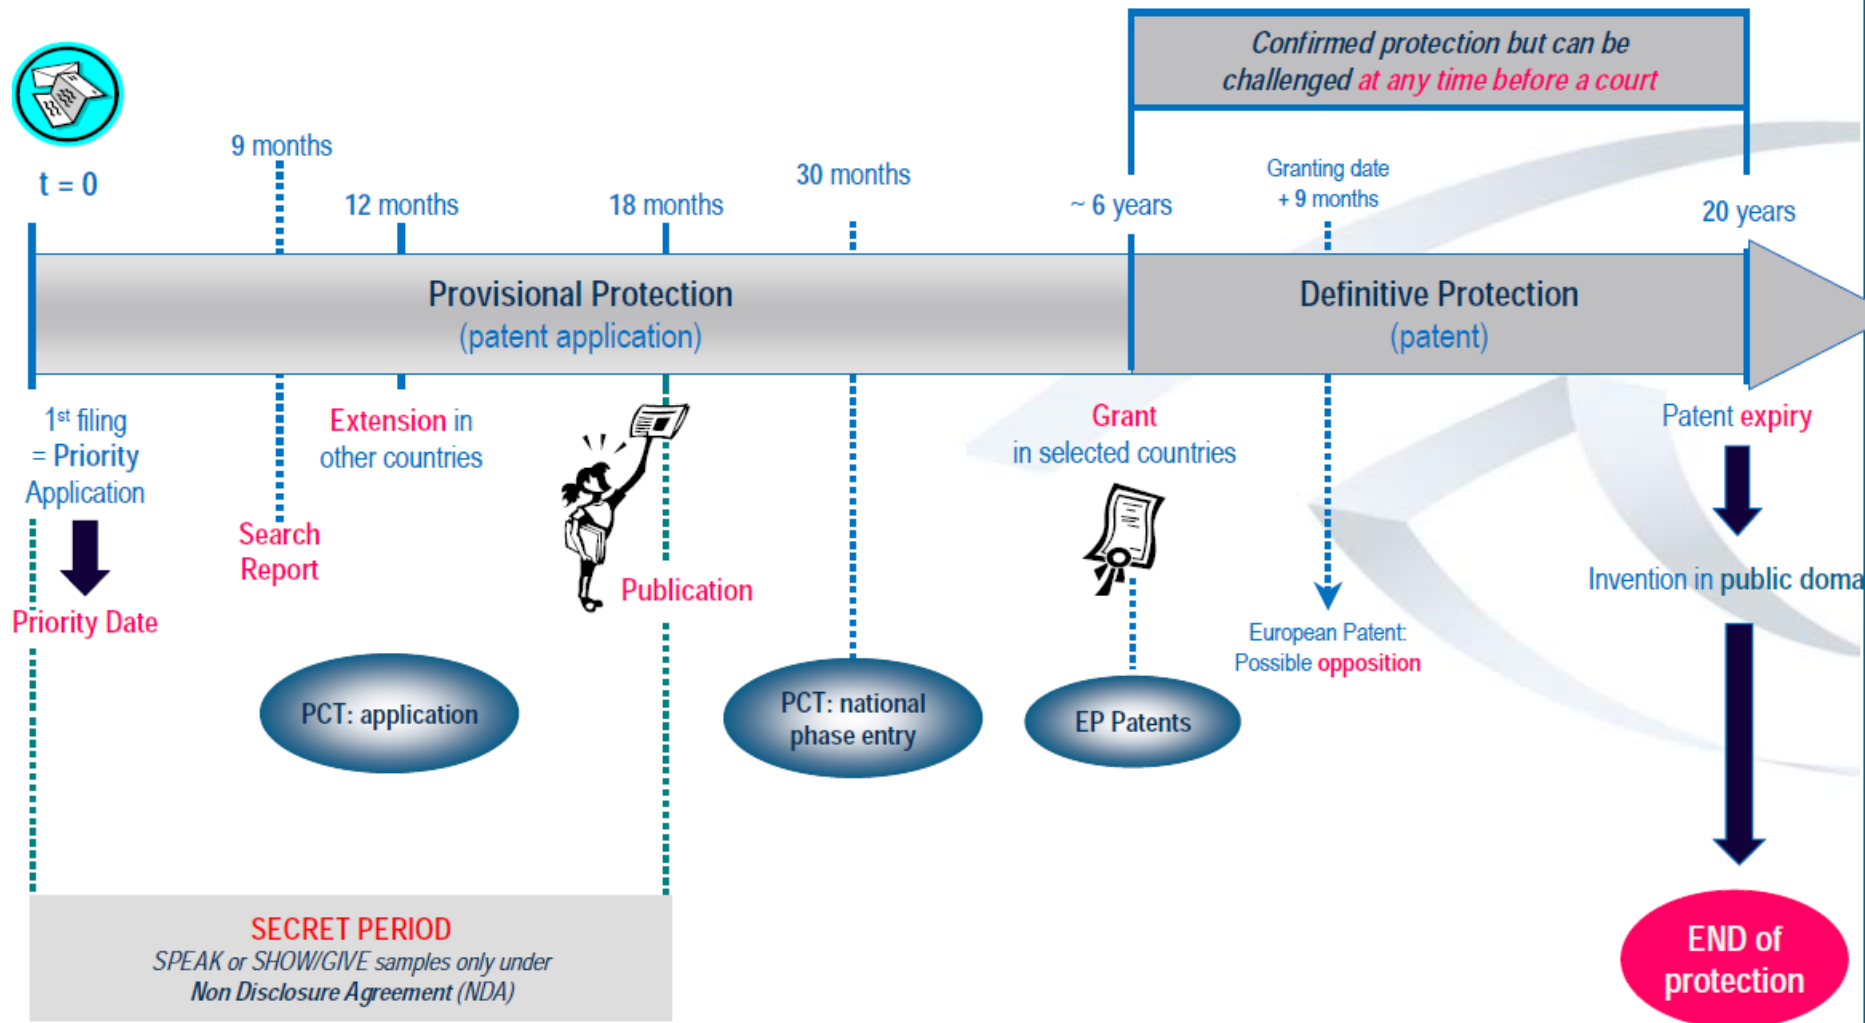 Confirmed protection but can be
challenged at any time before a court
t = 0
9 months
12 months
18 months
30 months
~ 6 years
Granting date
+ 9 months
20 years
Provisional Protection
(patent application)
Definitive Protection
(patent)
1st filing
= Priority
Application
Priority Date
Search
Report
Extension in
other countries
Publication
Grant
in selected countries
European Patent:
Possible opposition
Patent expiry
Invention in public doma
PCT: application
PCT: national
phase entry
EP Patents
SECRET PERIOD
SPEAK or SHOW/GIVE samples only under
Non Disclosure Agreement (NDA)
END of
protection